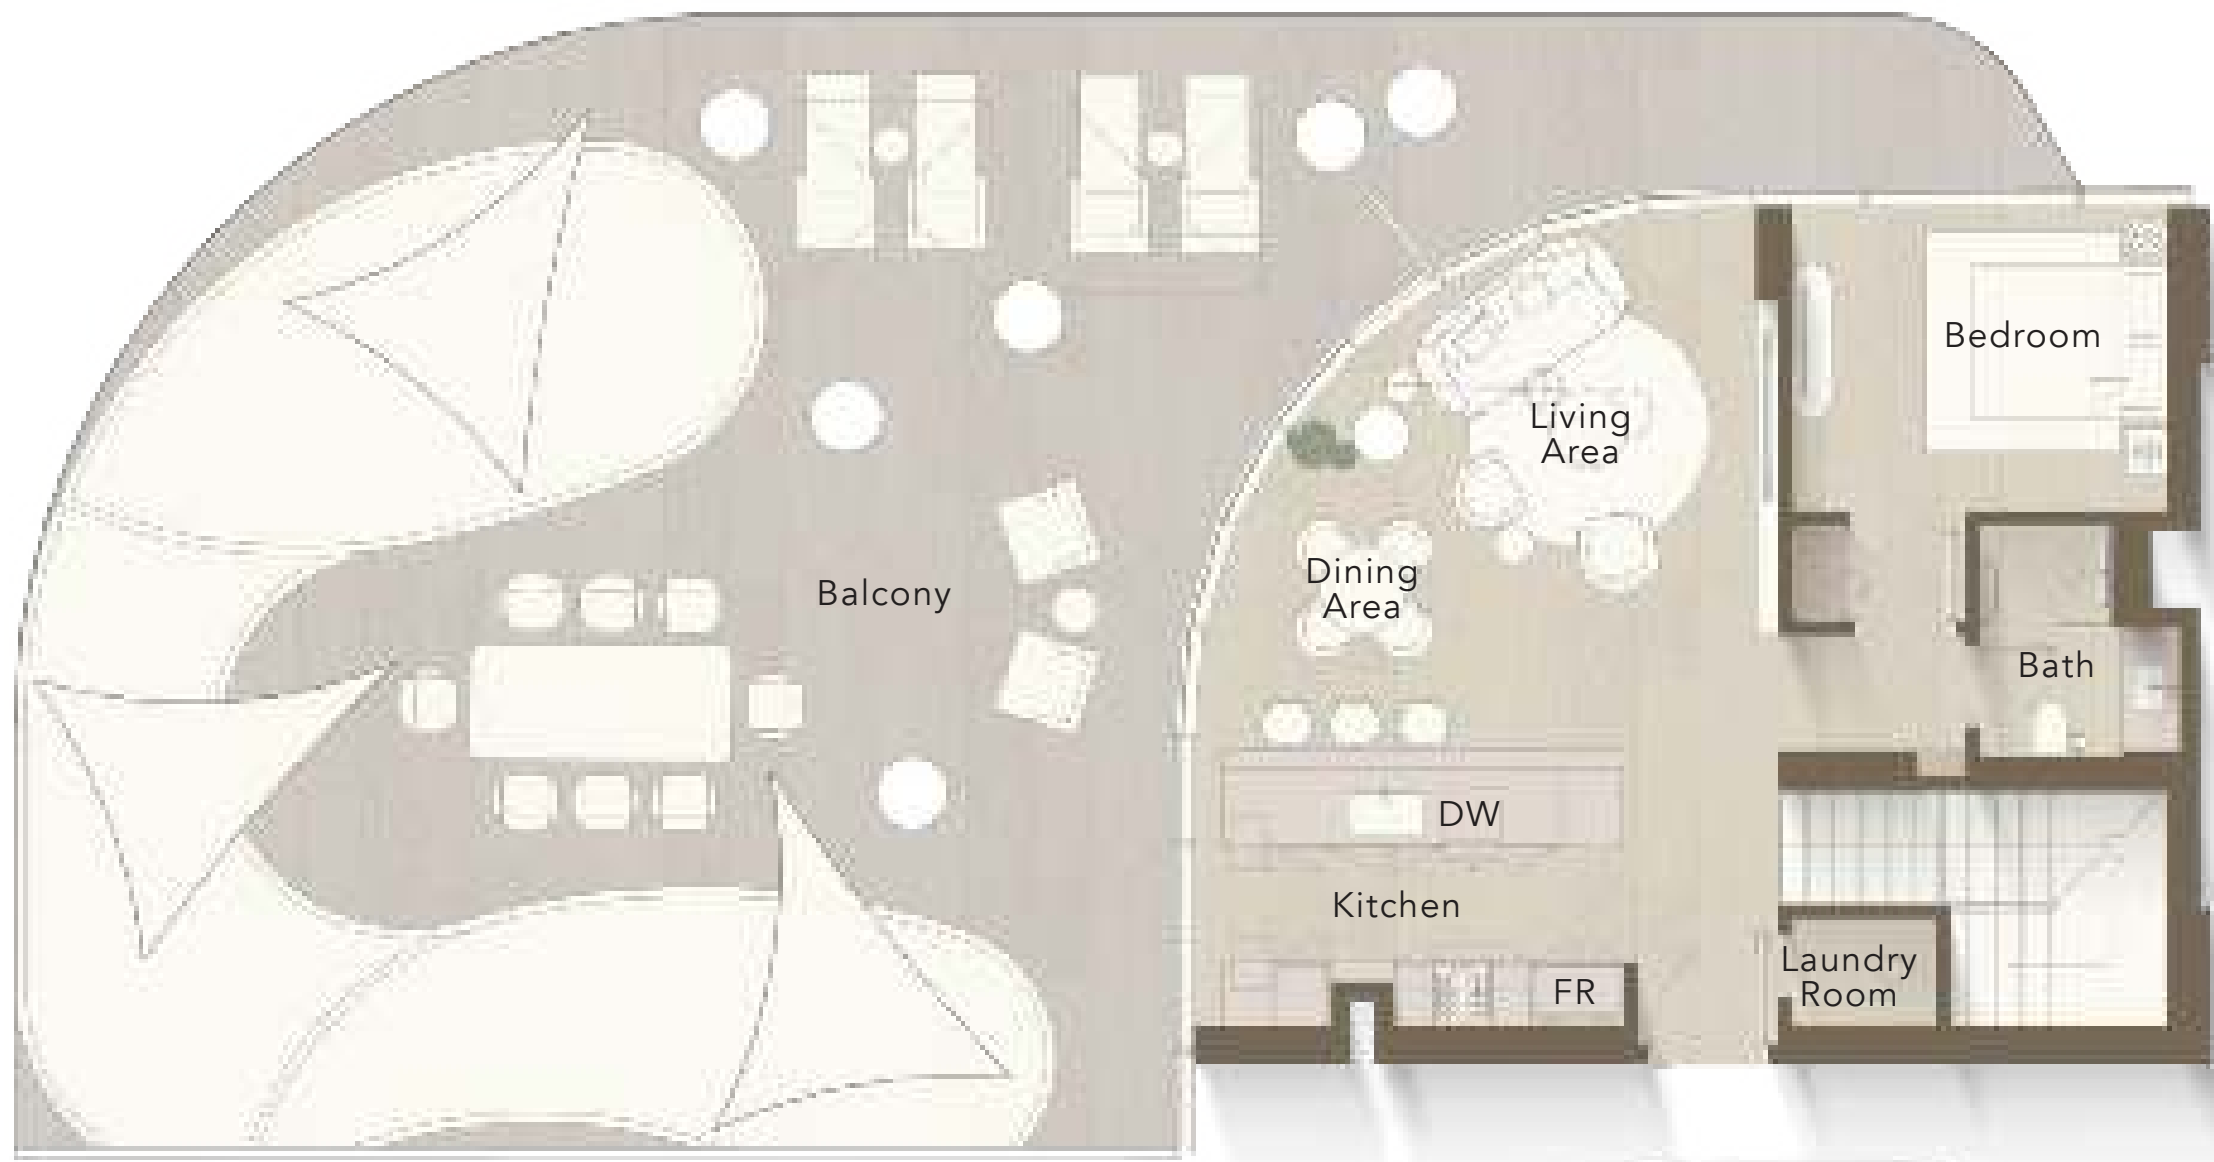 Bedroom
Living
Area
Dining
Area
Balcony
Bath
DW
Kitchen
Laundry
Room
FR